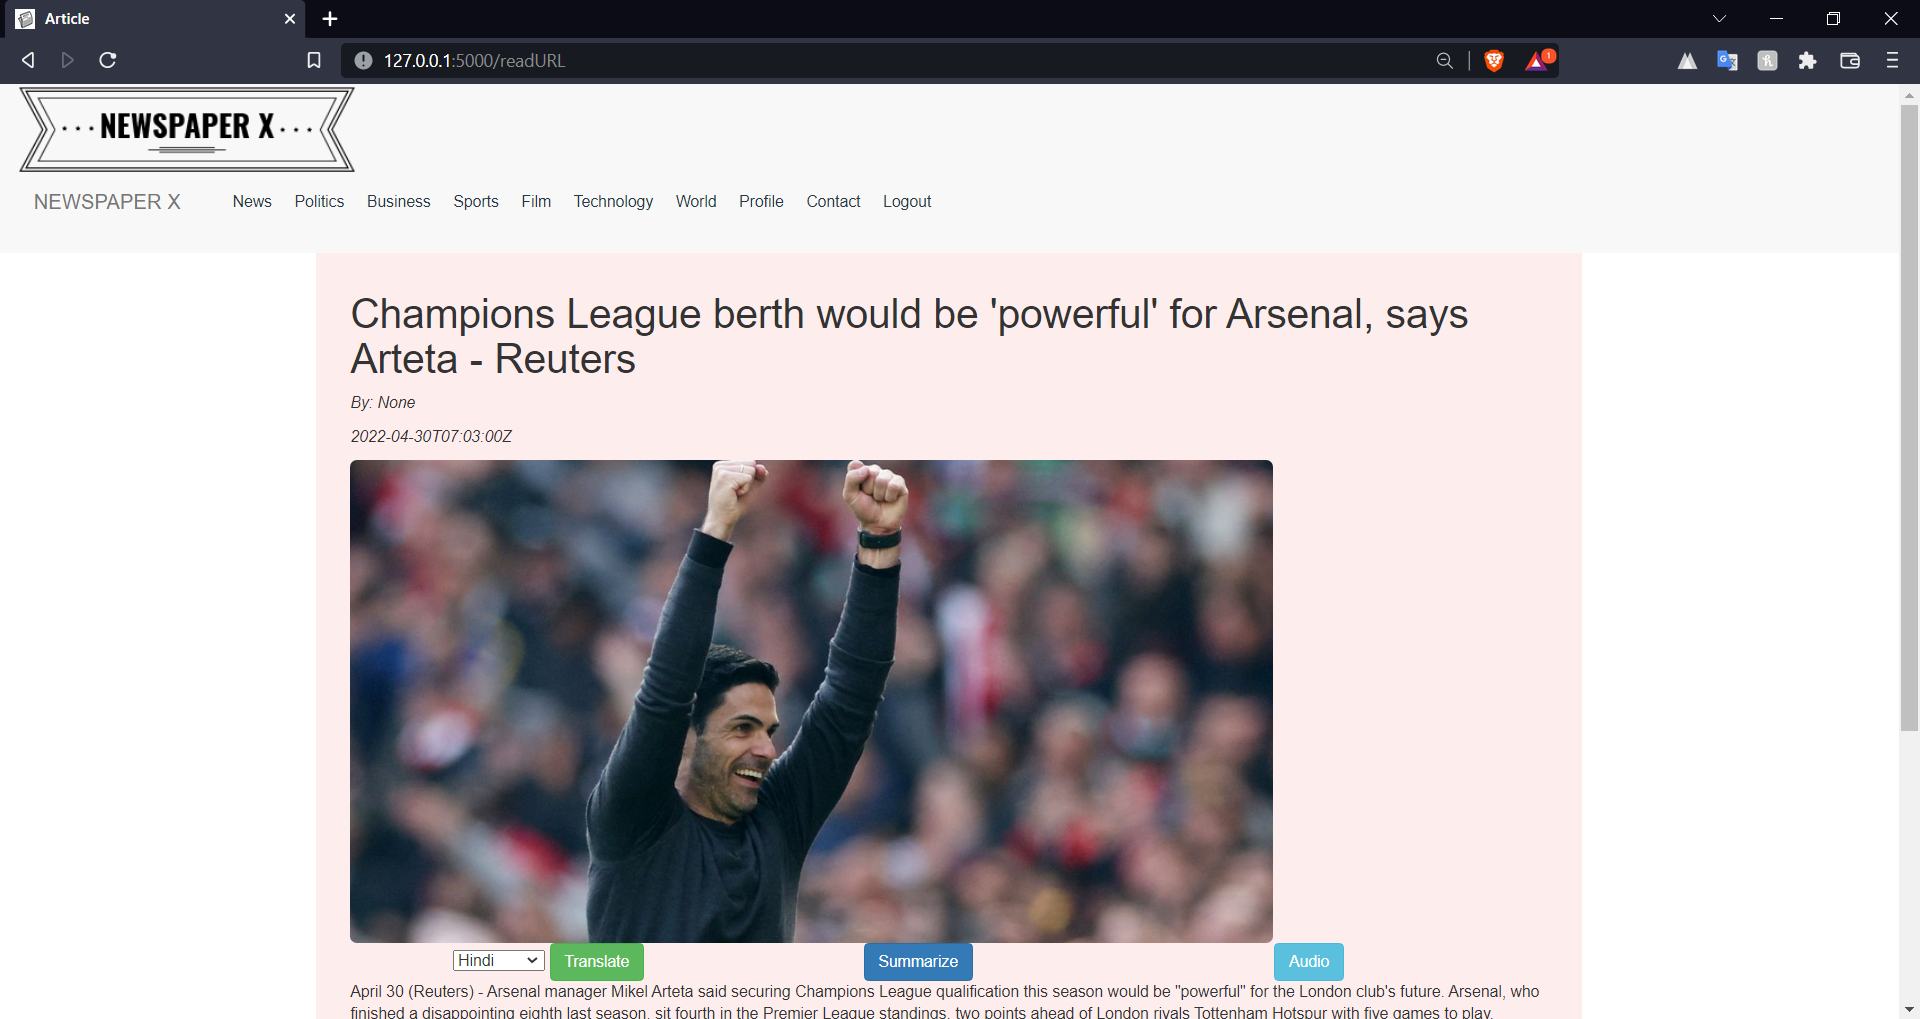 Article
127.0.0.1:5000/readURL
1
NEWSPAPER X
NEWSPAPER X News Politics Business Sports Film Technology World Profile Contact Logout
Champions League berth would be 'powerful' for Arsenal, says
Arteta - Reuters
By: None
2022-04-30T07:03:00Z
Hindi Translate Summarize Audio
April 30 (Reuters) - Arsenal manager Mikel Arteta said securing Champions League qualification this season would be "powerful" for the London club's future. Arsenal, who
finished a disappointing eighth last season, sit fourth in the Premier League standings, two points ahead of London rivals Tottenham Hotspur with five games to play.